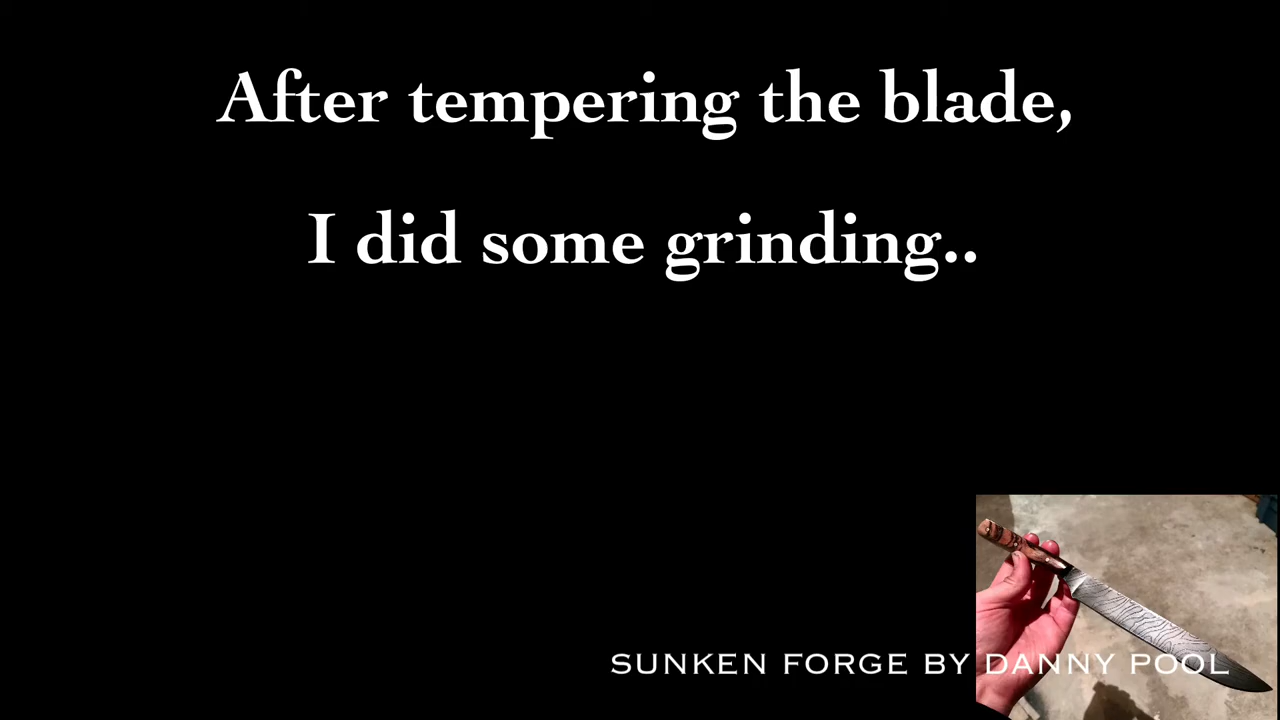 After tempering the blade,
I did some grinding..
SUNKEN FORGE BY DANNY POOL